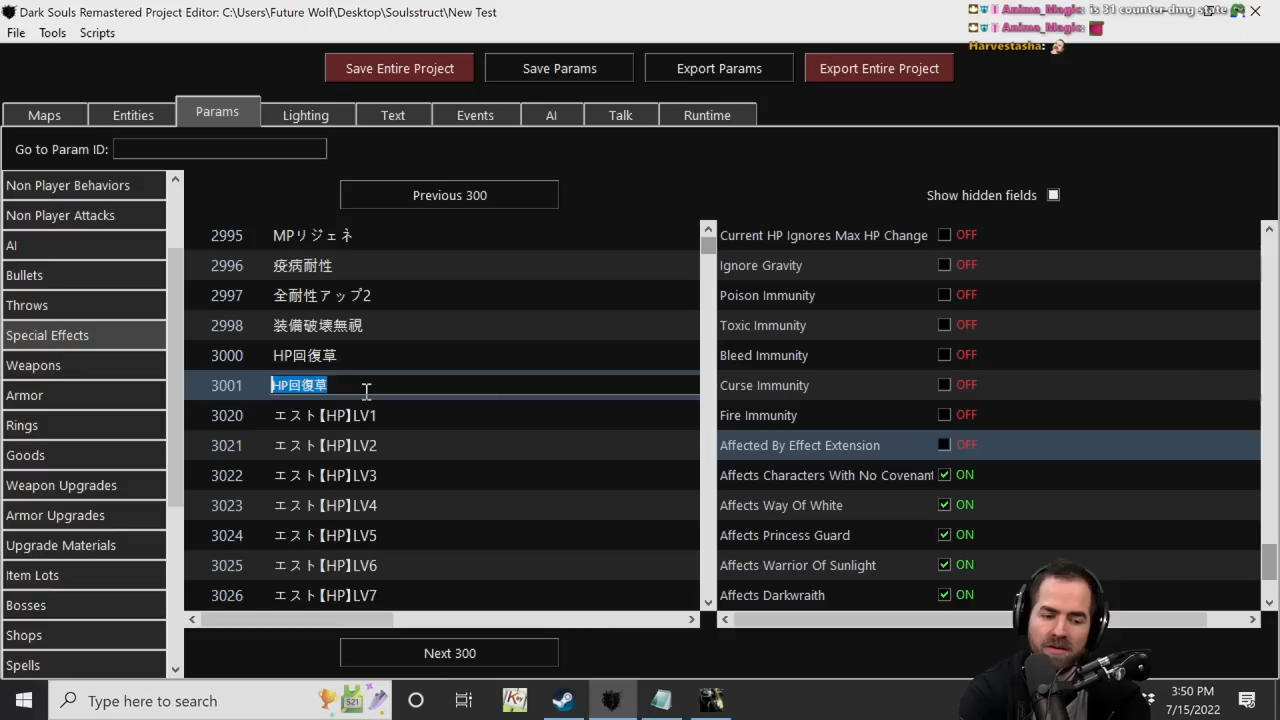 Dark Souls Remastered Project Editor: C:\Users\Future Wolf\Desktop\Soulsstruct\New Test
Anima_Magic: is 31 counter-dmg state
Anima_Magic:
Harvestasha:
File Tools Scripts
Save Entire Project Save Params Export Params Export Entire Project
Maps Entities Params Lighting Text Events AI Talk Runtime
Go to Param ID:
Previous 300
Show hidden fields
Non Player Behaviors
Non Player Attacks
AI
Bullets
Throws
Special Effects
Weapons
Armor
Rings
Goods
Weapon Upgrades
Armor Upgrades
Upgrade Materials
Item Lots
Bosses
Shops
Spells
2995 MPリジェネ
2996 疫病耐性
2997 全耐性アップ2
2998 装備破壊無視
3000 HP回復草
3001 HP回復草
3020 エスト【HP】LV1
3021 エスト【HP】LV2
3022 エスト【HP】LV3
3023 エスト【HP】LV4
3024 エスト【HP】LV5
3025 エスト【HP】LV6
3026 エスト【HP】LV7
Next 300
Current HP Ignores Max HP Change OFF
Ignore Gravity OFF
Poison Immunity OFF
Toxic Immunity OFF
Bleed Immunity OFF
Curse Immunity OFF
Fire Immunity OFF
Affected By Effect Extension OFF
Affects Characters With No Covenant ON
Affects Way Of White ON
Affects Princess Guard ON
Affects Warrior Of Sunlight ON
Affects Darkwraith ON
Type here to search
521
3:50 PM
7/15/2022